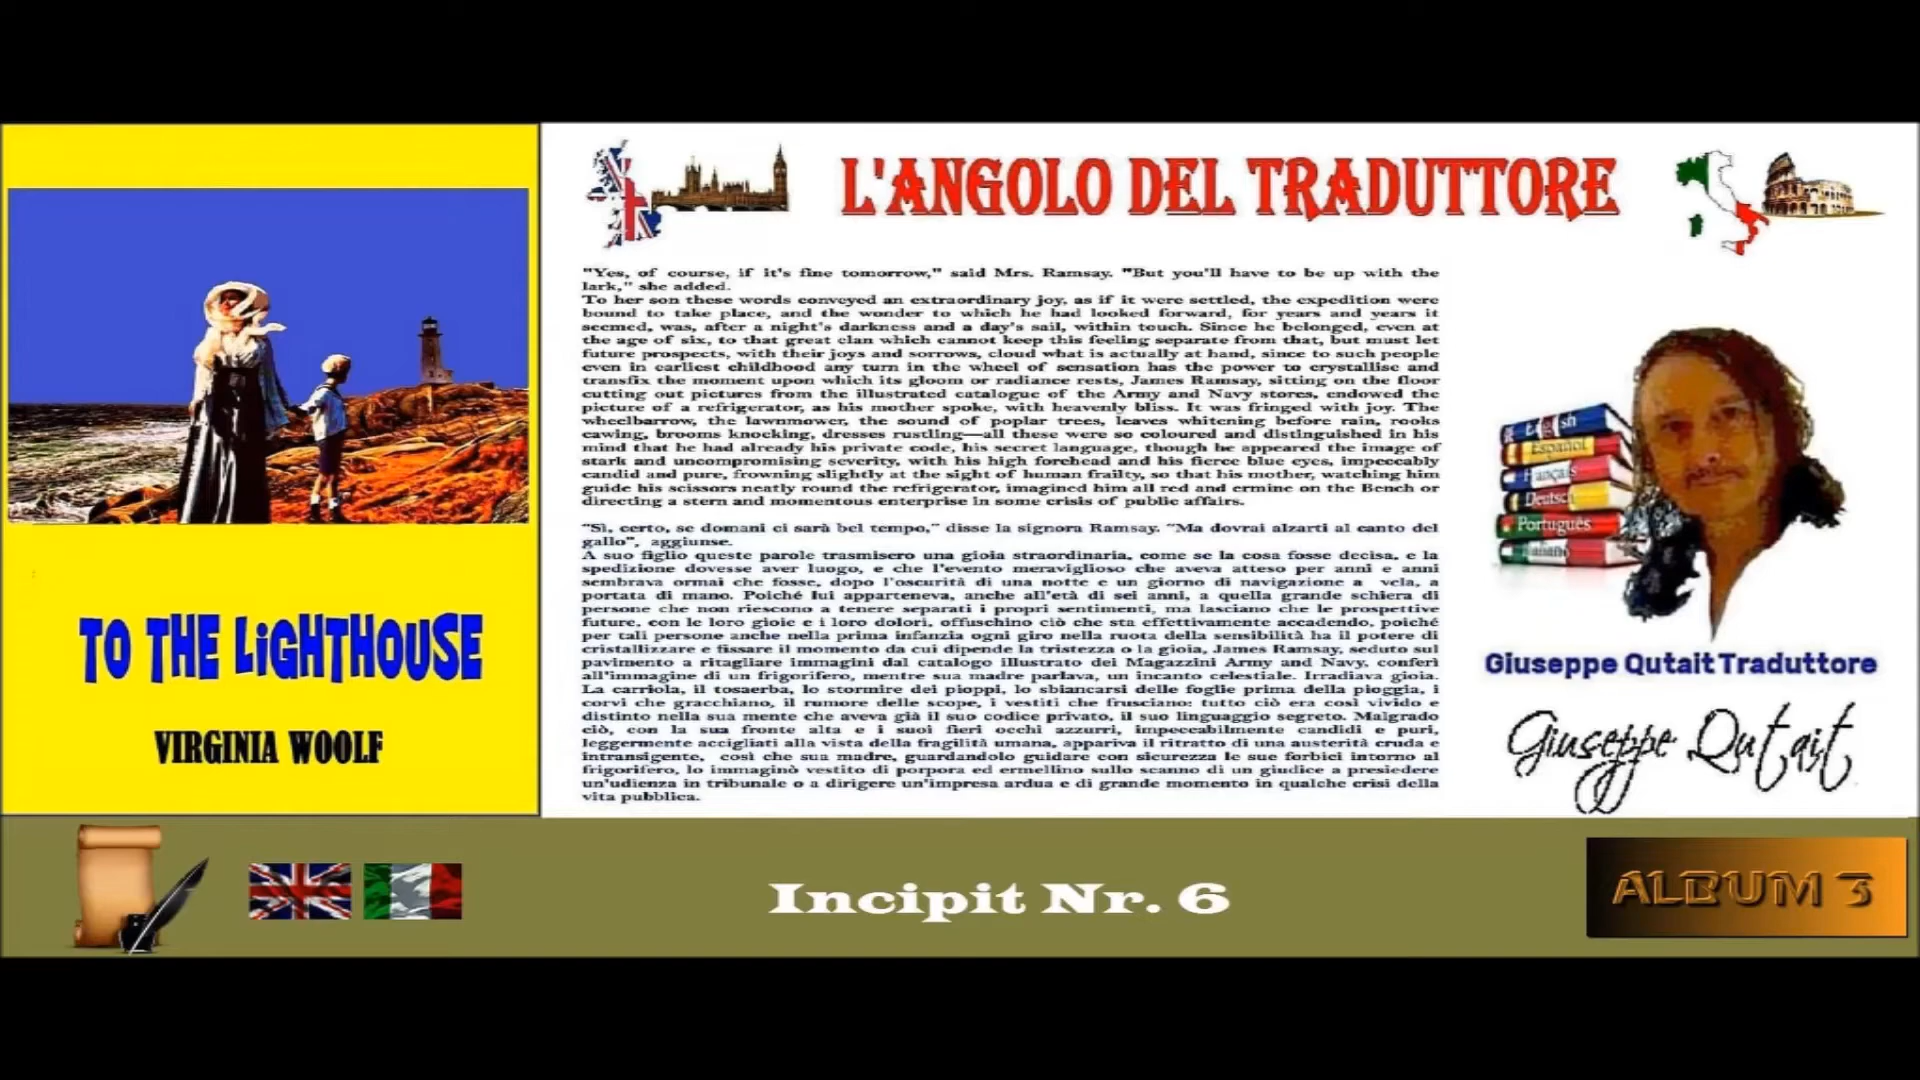 L'ANGOLO DEL TRADUTTORE
"Yes, of course, if it's fine tomorrow," said Mrs. Ramsay. "But you'll have to be up with the
lark," she added.
To her son these words conveyed an extraordinary joy, as if it were settled, the expedition were
bound to take place, and the wonder to which he had looked forward, for years and years it
seemed, was, after a night's darkness and a day's sail, within touch. Since he belonged, even at
the age of six, to that great clan which cannot keep this feeling separate from that, but must let
future prospects, with their joys and sorrows, cloud what is actually at hand, since to such people
even in earliest childhood any turn in the wheel of sensation has the power to crystallise and
transfix the moment upon which its gloom or radiance rests, James Ramsay, sitting on the floor
cutting out pictures from the illustrated catalogue of the Army and Navy stores, endowed the
picture of a refrigerator, as his mother spoke, with heavenly bliss. It was fringed with joy. The
wheelbarrow, the lawnmower, the sound of poplar trees, leaves whitening before rain, rooks
cawing, brooms knocking, dresses rustling—all these were so coloured and distinguished in his
mind that he had already his private code, his secret language, though he appeared the image of
stark and uncompromising severity, with his high forehead and his fierce blue eyes, impeccably
candid and pure, frowning slightly at the sight of human frailty, so that his mother, watching him
guide his scissors neatly round the refrigerator, imagined him all red and ermine on the Bench or
directing a stern and momentous enterprise in some crisis of public affairs.
"Sì, certo, se domani ci sarà bel tempo," disse la signora Ramsay. "Ma dovrai alzarti al canto del
gallo", aggiunse.
A suo figlio queste parole trasmisero una gioia straordinaria, come se la cosa fosse decisa, e la
spedizione dovesse aver luogo, e che l'evento meraviglioso che aveva atteso per anni e anni
sembrava ormai che fosse, dopo l'oscurità di una notte e un giorno di navigazione a vela, a
portata di mano. Poiché lui apparteneva, anche all'età di sei anni, a quella grande schiera di
persone che non riescono a tenere separati i propri sentimenti, ma lasciano che le prospettive
future, con le loro gioie e i loro dolori, offuschino ciò che sta effettivamente accadendo, poiché
per tali persone anche nella prima infanzia ogni giro nella ruota della sensibilità ha il potere di
cristallizzare e fissare il momento da cui dipende la tristezza o la gioia, James Ramsay, seduto sul
pavimento a ritagliare immagini dal catalogo illustrato dei Magazzini Army and Navy, conferì
all'immagine di un frigorifero, mentre sua madre parlava, un incanto celestiale. Irradiava gioia.
La carriola, il tosaerba, lo stormire dei pioppi, lo sbiancarsi delle foglie prima della pioggia, i
corvi che gracchiano, il rumore delle scope, i vestiti che frusciano: tutto ciò era così vivido e
distinto nella sua mente che aveva già il suo codice privato, il suo linguaggio segreto. Malgrado
ciò, con la sua fronte alta e i suoi fieri occhi azzurri, impeccabilmente candidi e puri,
leggermente accigliati alla vista della fragilità umana, appariva il ritratto di una austerità cruda e
intransigente, così che sua madre, guardandolo guidare con sicurezza le sue forbici intorno al
frigorifero, lo immaginò vestito di porpora ed ermellino sullo scanno di un giudice a presiedere
un'udienza in tribunale o a dirigere un'impresa ardua e di grande momento in qualche crisi della
vita pubblica.
TO THE LiGHTHOUSE
VIRGINIA WOOLF
English
Español
Français
Deutsch
Português
Italiano
Giuseppe Qutait Traduttore
Giuseppe Qutait
Incipit Nr. 6
ALBUM 3